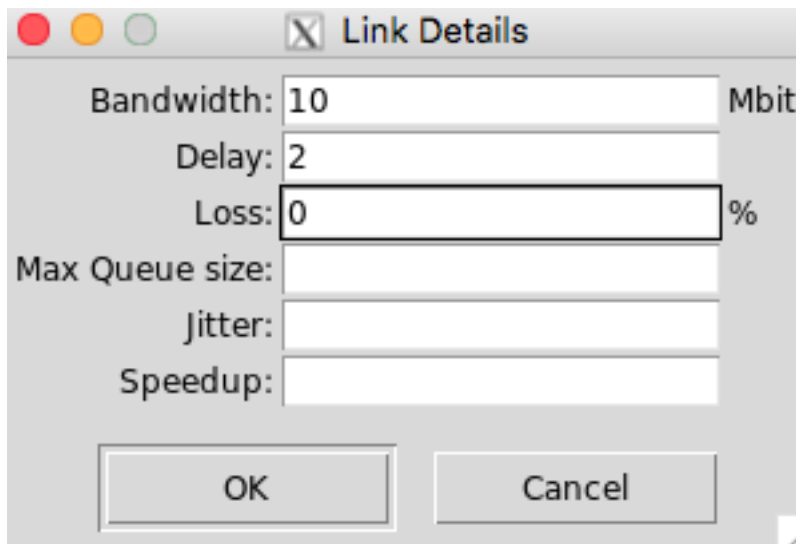 X Link Details
Bandwidth: 10 Mbit
Delay: 2
Loss: 0 %
Max Queue size:
Jitter:
Speedup:
OK Cancel